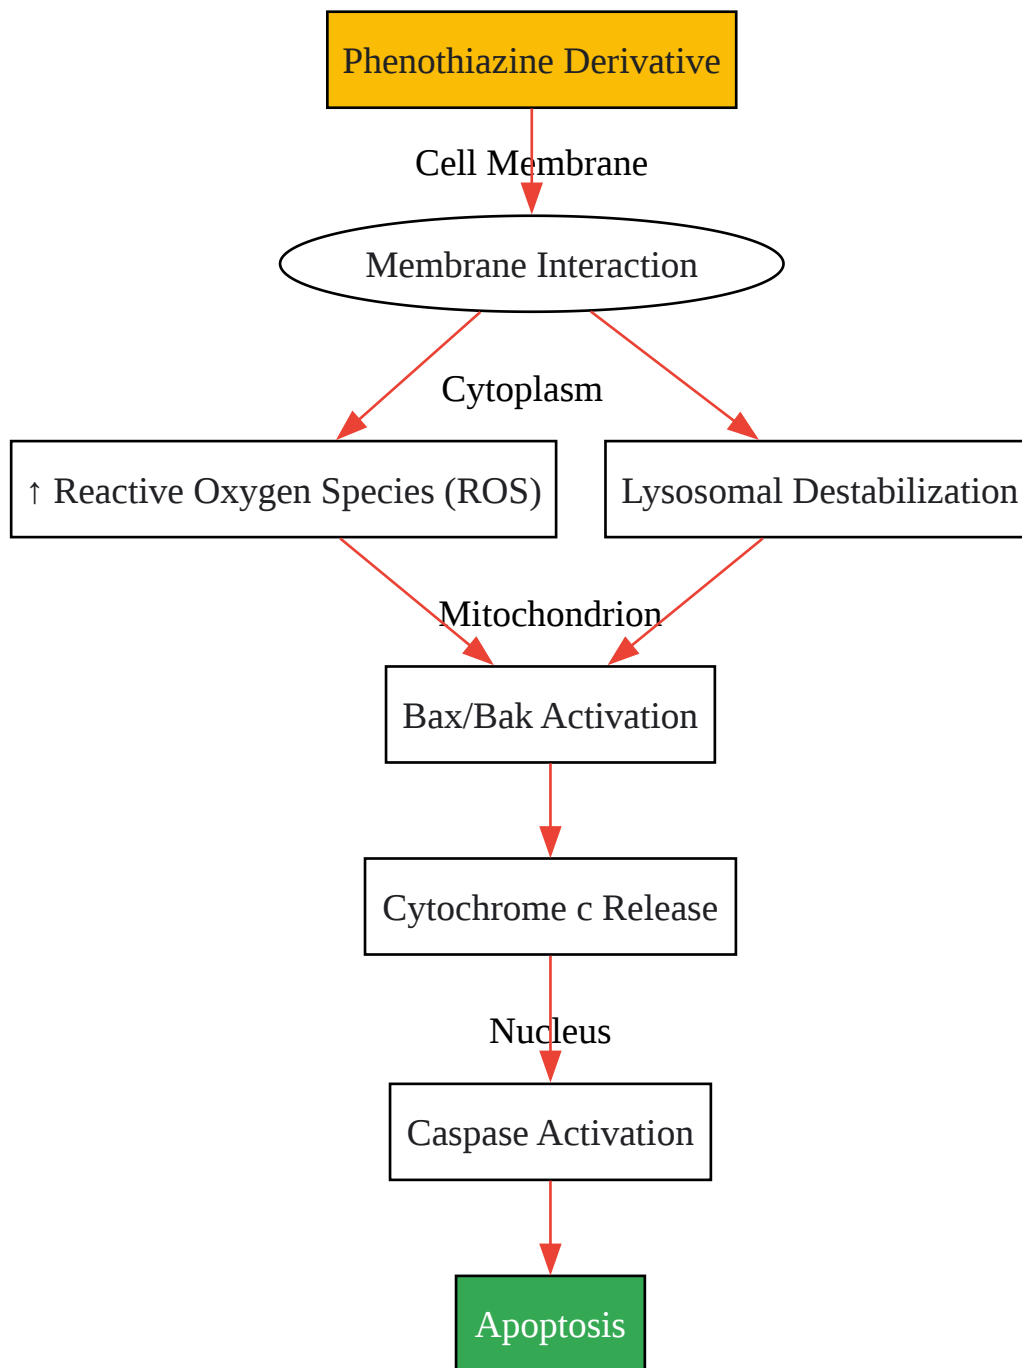 Phenothiazine Derivative
Cell Membrane
Membrane Interaction
Cytoplasm
↑ Reactive Oxygen Species (ROS)
Lysosomal Destabilization
Mitochondrion
Bax/Bak Activation
Cytochrome c Release
Nucleus
Caspase Activation
Apoptosis